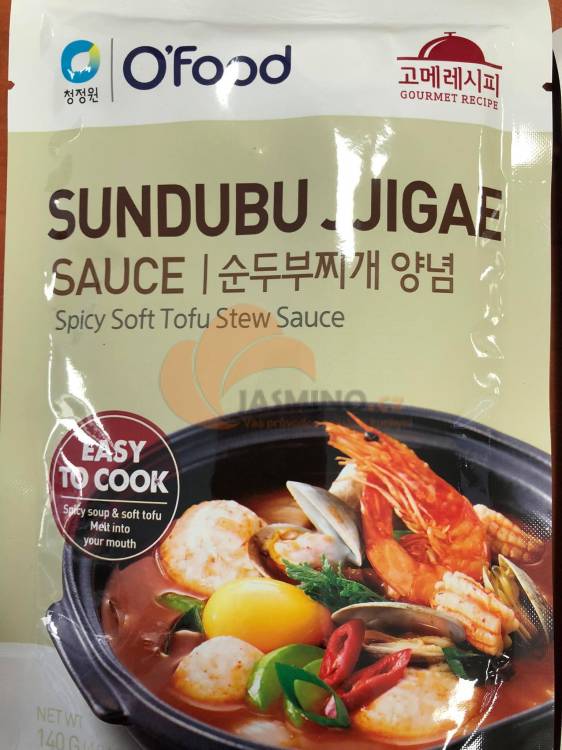 청정원
O'Food
고메레시피
GOURMET RECIPE
SUNDUBU JJIGAE
SAUCE | 순두부찌개 양념
Spicy Soft Tofu Stew Sauce
JASMINO.cz
EASY
TO COOK
Spicy soup & soft tofu
Melt into
your mouth
NET WT
140 G